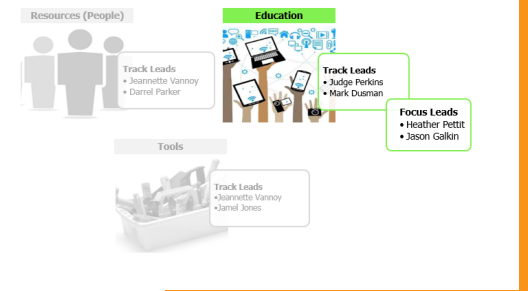 Resources (People)
Track Leads
• Jeannette Vannoy
• Darrel Parker
Education
Track Leads
• Judge Perkins
• Mark Dusman
Focus Leads
• Heather Pettit
• Jason Galkin
Tools
Track Leads
•Jeannette Vannoy
•Jamel Jones